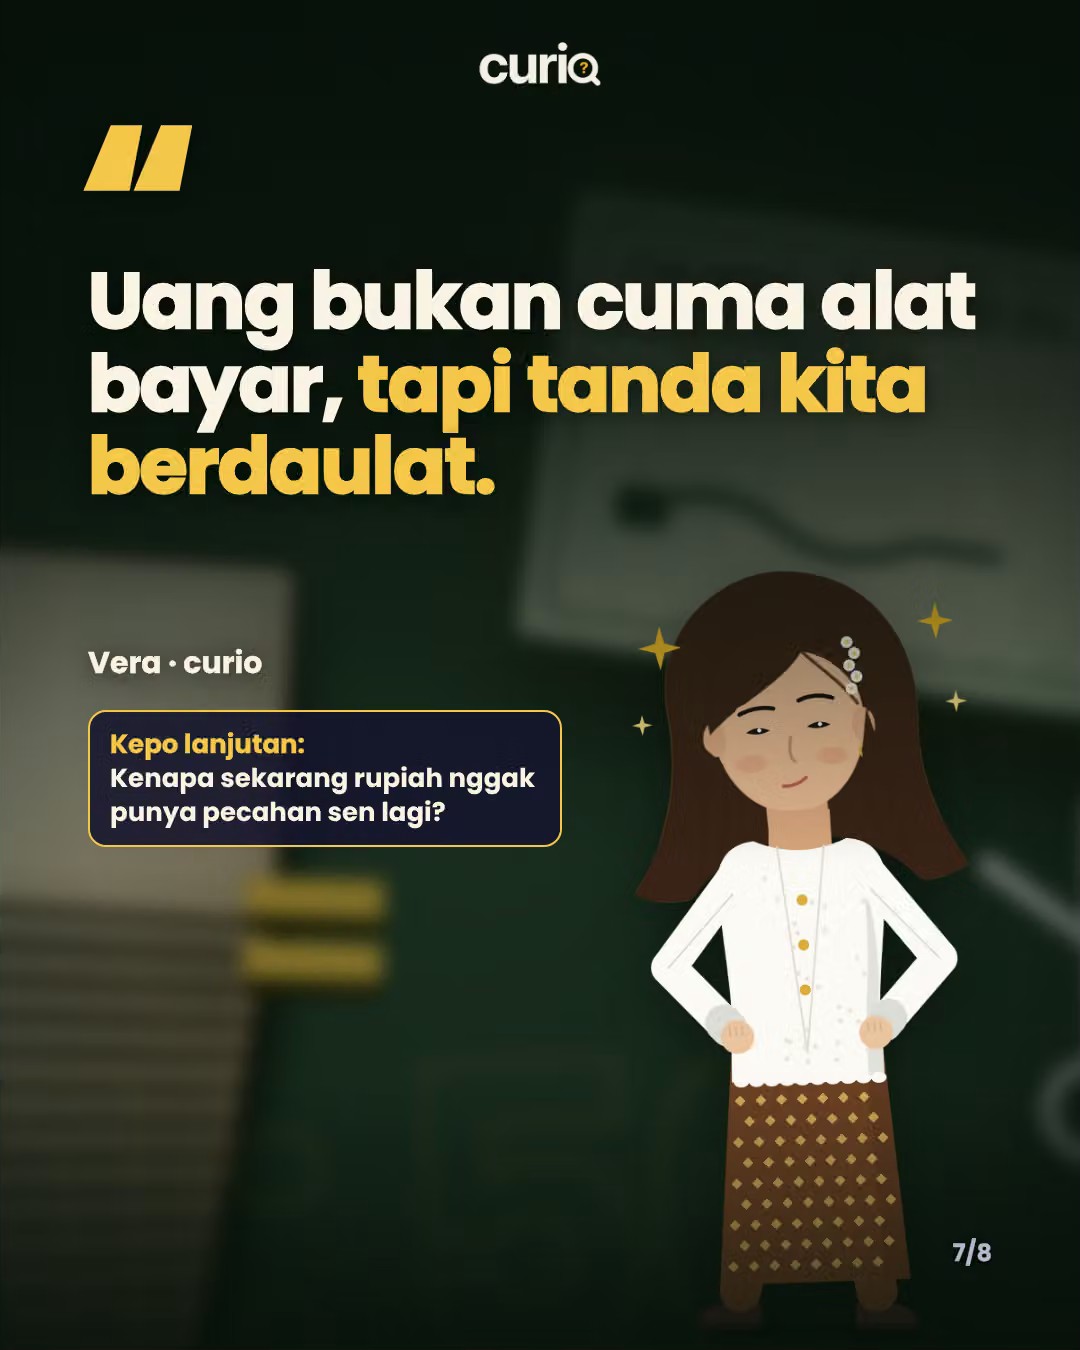 curio
Uang bukan cuma alat
bayar, tapi tanda kita
berdaulat.
Vera · curio
Kepo lanjutan:
Kenapa sekarang rupiah nggak
punya pecahan sen lagi?
7/8